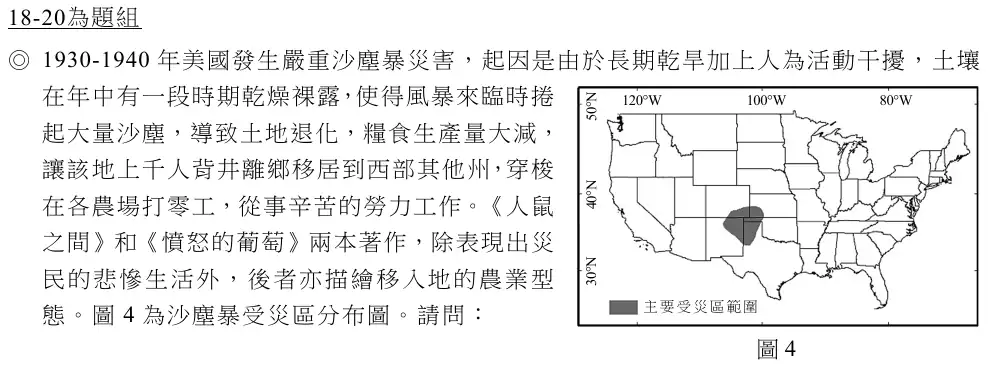 18-20為題組
◎ 1930-1940 年美國發生嚴重沙塵暴災害，起因是由於長期乾旱加上人為活動干擾，土壤
在年中有一段時期乾燥裸露，使得風暴來臨時捲
起大量沙塵，導致土地退化，糧食生產量大減，
讓該地上千人背井離鄉移居到西部其他州，穿梭
在各農場打零工，從事辛苦的勞力工作。《人鼠
之間》和《憤怒的葡萄》兩本著作，除表現出災
民的悲慘生活外，後者亦描繪移入地的農業型
態。圖 4 為沙塵暴受災區分布圖。請問：
120°W 100°W 80°W
50°N
40°N
30°N
主要受災區範圍
圖 4